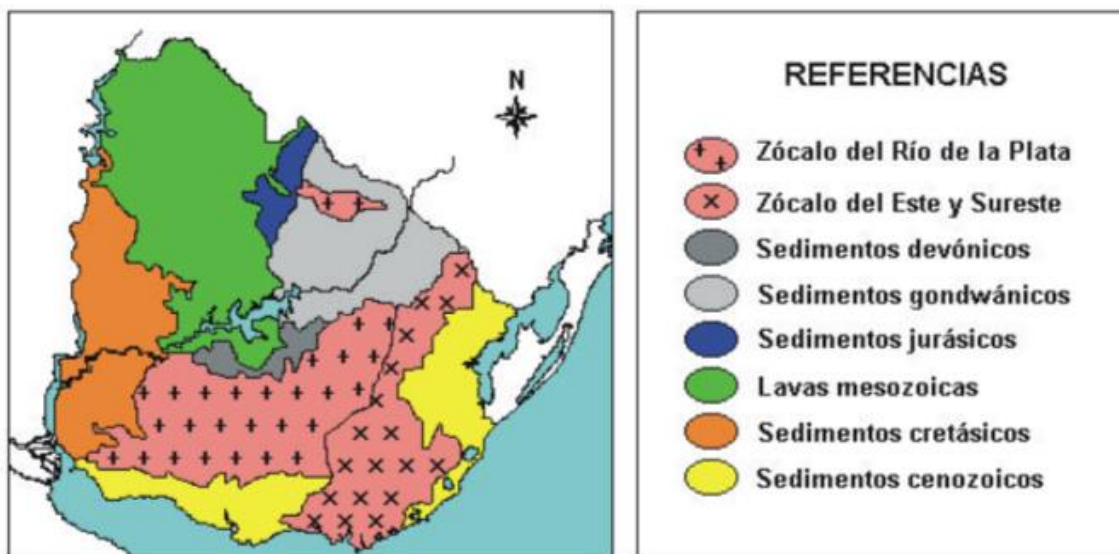 N
REFERENCIAS
Zócalo del Río de la Plata
Zócalo del Este y Sureste
Sedimentos devónicos
Sedimentos gondwánicos
Sedimentos jurásicos
Lavas mesozoicas
Sedimentos cretásicos
Sedimentos cenozoicos